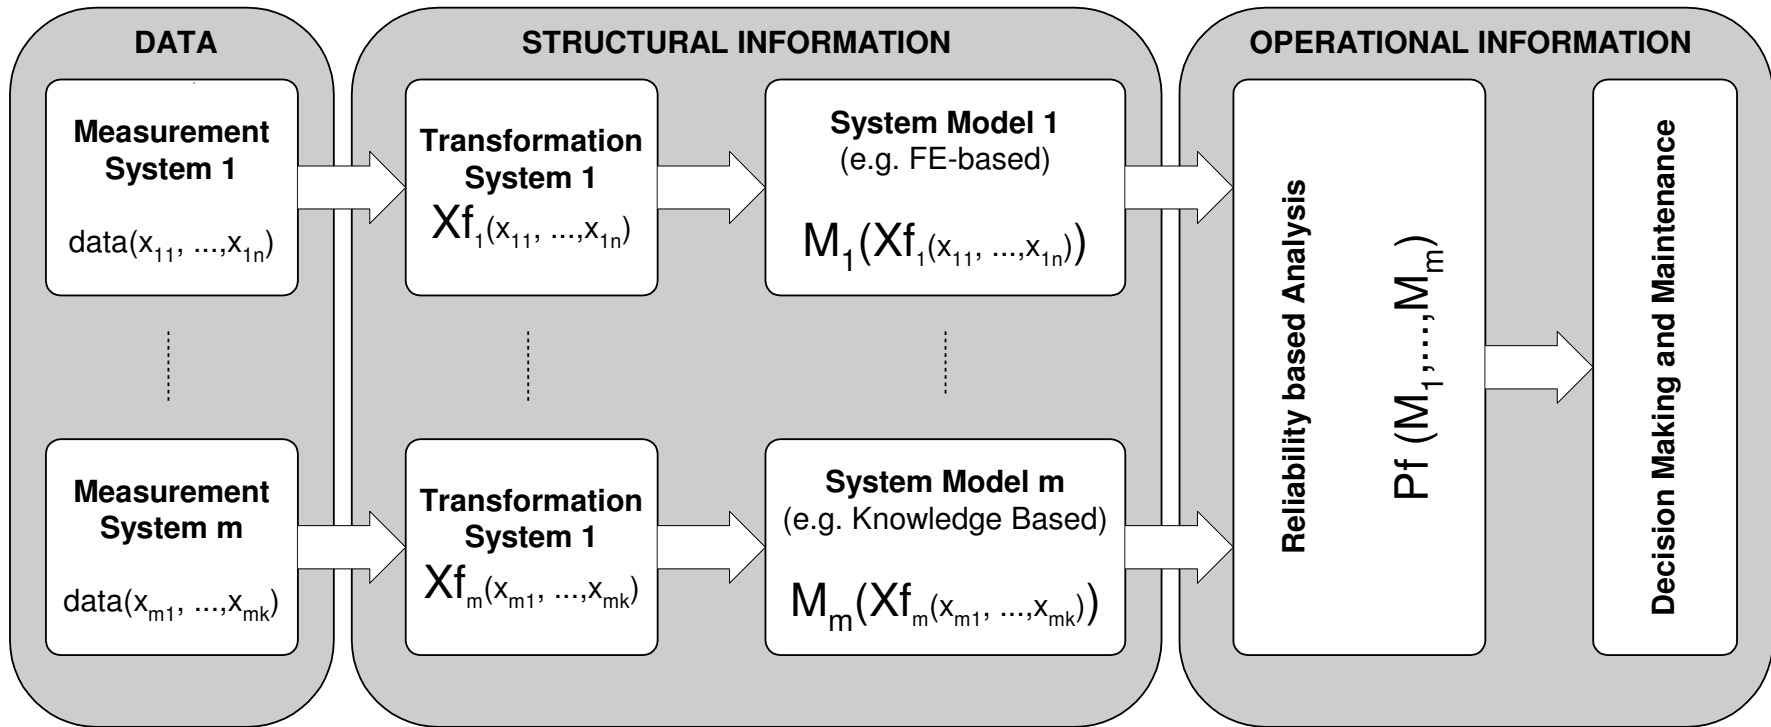 DATA
Measurement
System 1
data(x₁₁, ...,x₁ₙ)
Measurement
System m
data(xₘ₁, ...,xₘₖ)
STRUCTURAL INFORMATION
Transformation
System 1
Xf₁(x₁₁, ...,x₁ₙ)
System Model 1
(e.g. FE-based)
M₁(Xf₁(x₁₁, ...,x₁ₙ))
Transformation
System 1
Xfₘ(xₘ₁, ...,xₘₖ)
System Model m
(e.g. Knowledge Based)
Mₘ(Xfₘ(xₘ₁, ...,xₘₖ))
OPERATIONAL INFORMATION
Reliability based Analysis
Pf (M₁,...,Mₘ)
Decision Making and Maintenance